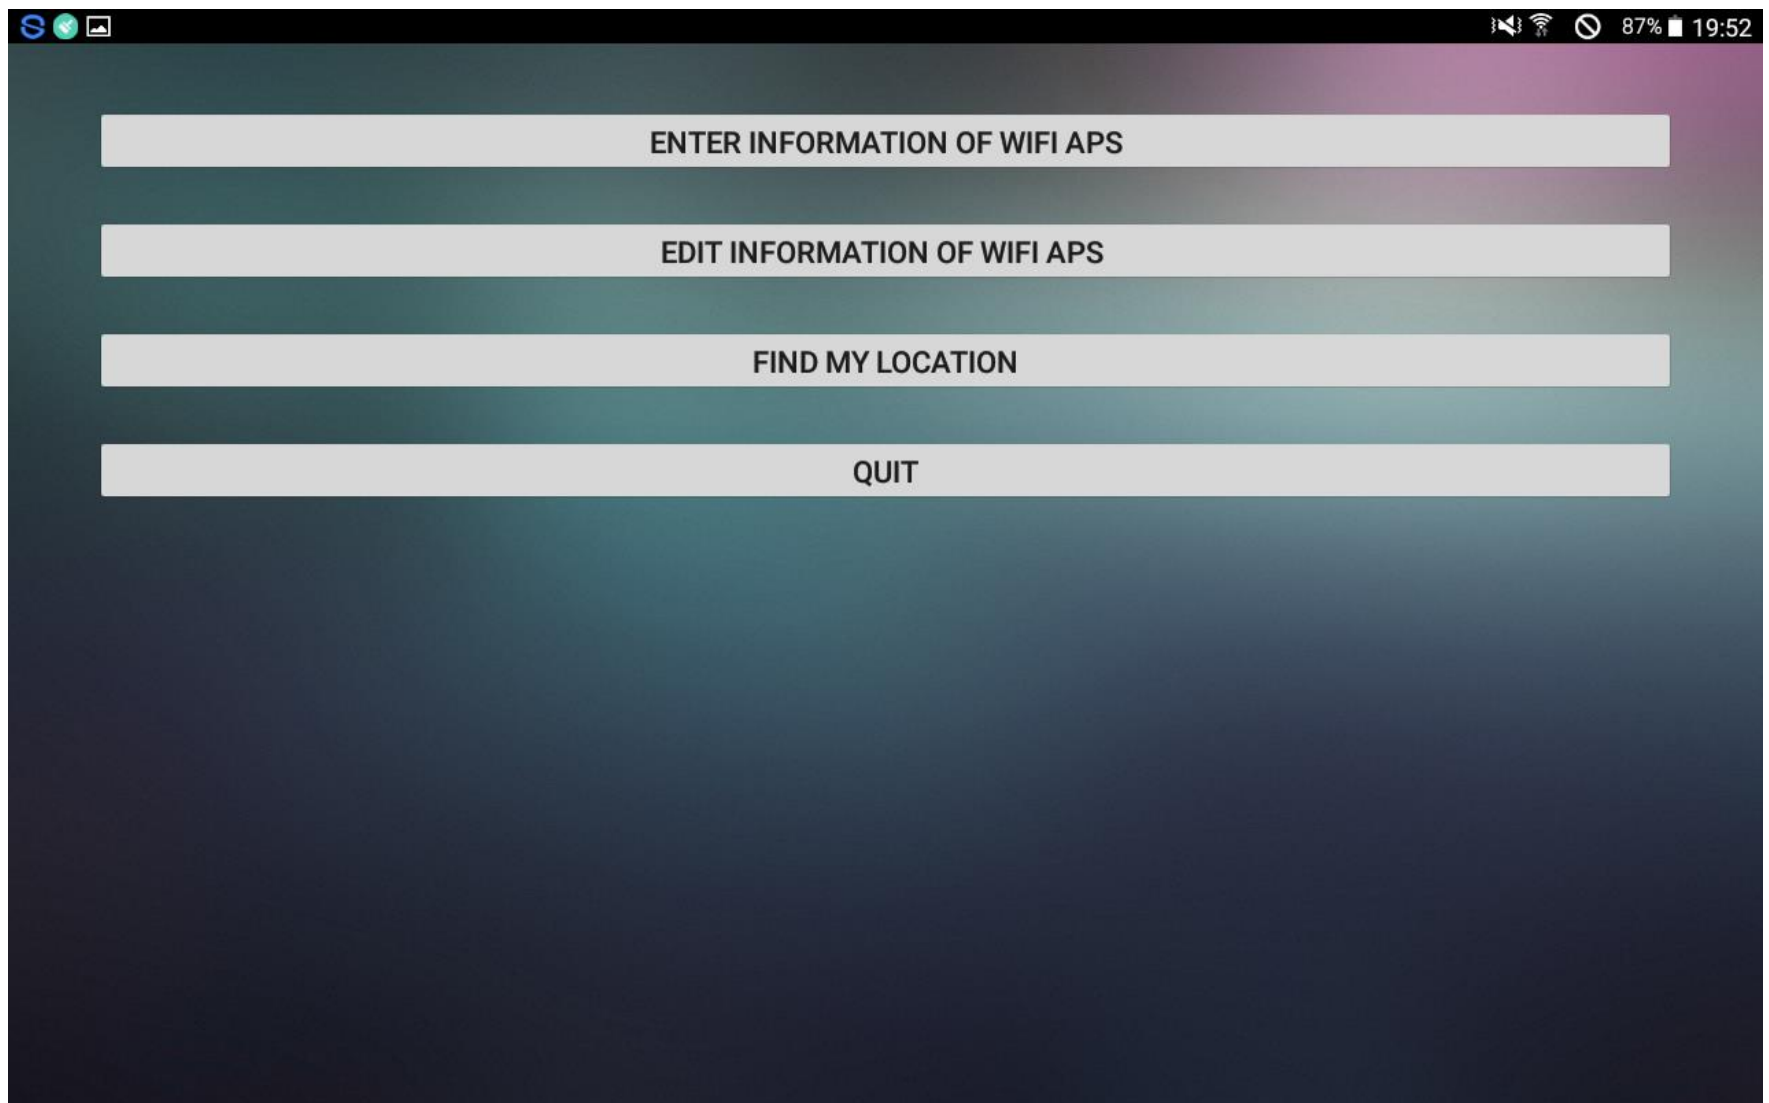 87% 19:52
ENTER INFORMATION OF WIFI APS
EDIT INFORMATION OF WIFI APS
FIND MY LOCATION
QUIT